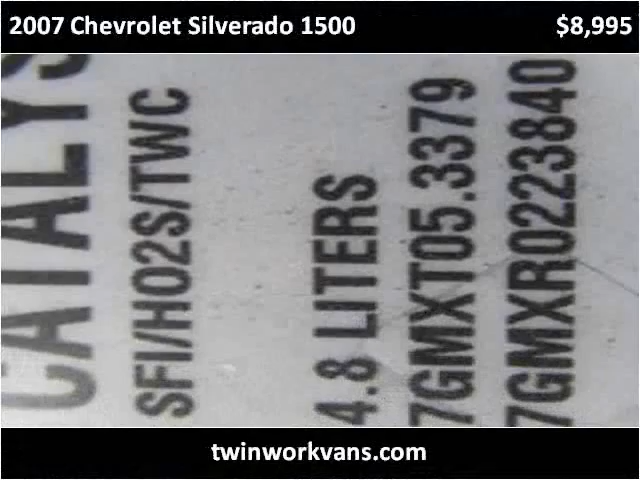 2007 Chevrolet Silverado 1500
$8,995
CATALYS
SFI/HO2S/TWC
4.8 LITERS
7GMXT05.3379
7GMXR0223840
twinworkvans.com